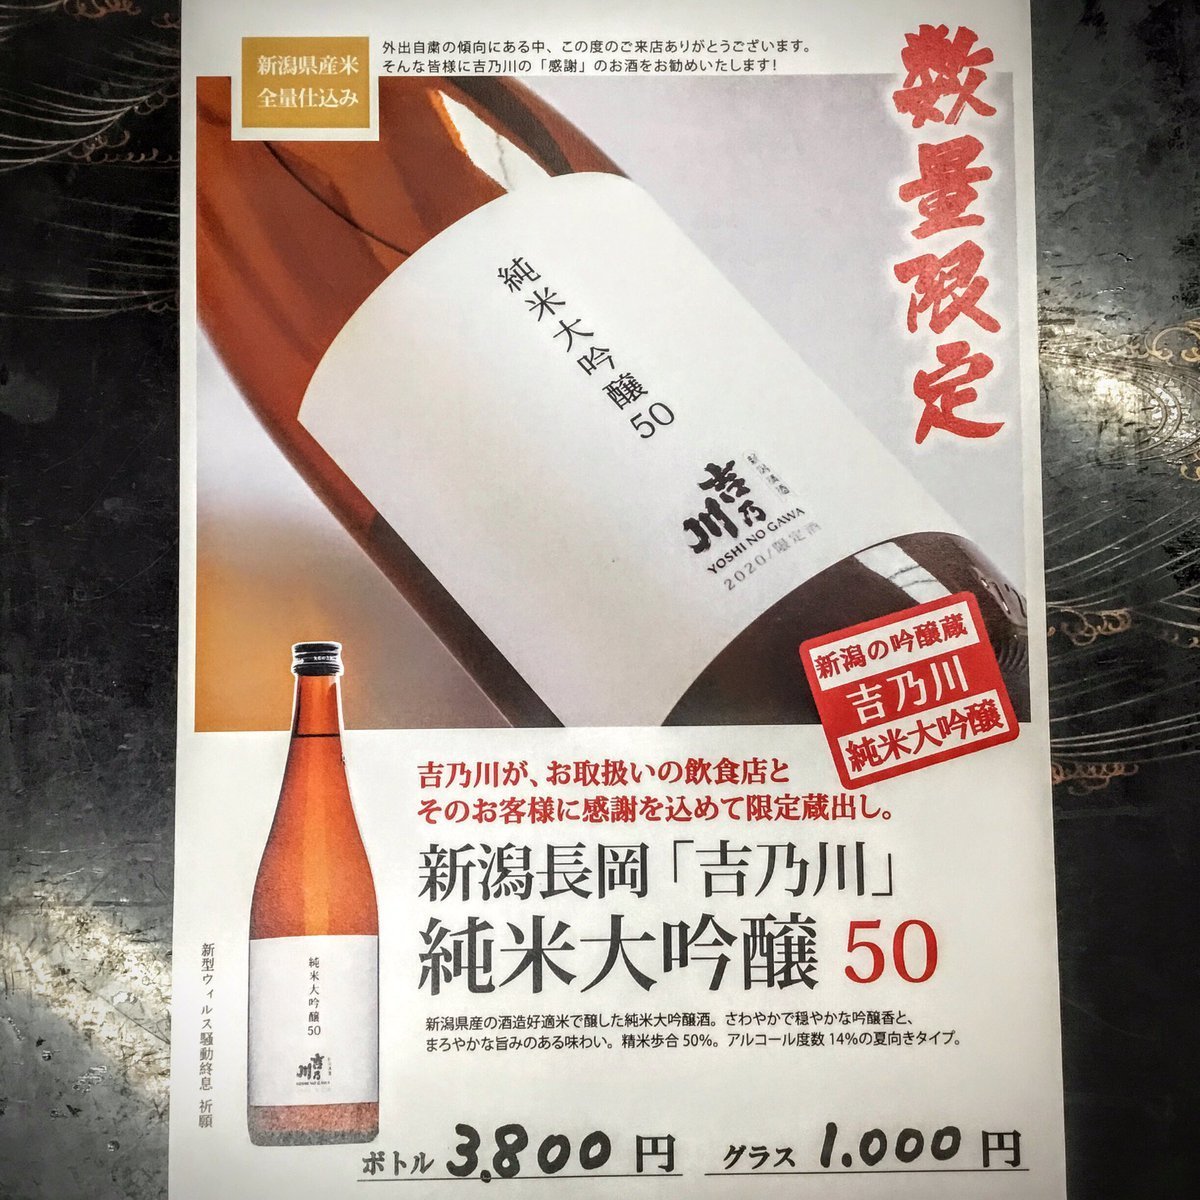 新潟県産米
全量仕込み
外出自粛の傾向にある中、この度のご来店ありがとうございます。
そんな皆様に吉乃川の「感謝」のお酒をお勧めいたします!
数量限定
純米大吟醸50
新潟清酒
吉乃川
YOSHI NO GAWA
2020/限定酒
新潟の吟醸蔵
吉乃川
純米大吟醸
吉乃川が、お取扱いの飲食店と
そのお客様に感謝を込めて限定蔵出し。
新潟長岡「吉乃川」
純米大吟醸 50
新潟県産の酒造好適米で醸した純米大吟醸酒。さわやかで穏やかな吟醸香と、
まろやかな旨みのある味わい。精米歩合50%。アルコール度数14%の夏向きタイプ。
新型ウィルス騒動終息 祈願
純米大吟醸50
吉乃川
YOSHI NO GAWA
ボトル 3.800 円
グラス 1.000 円